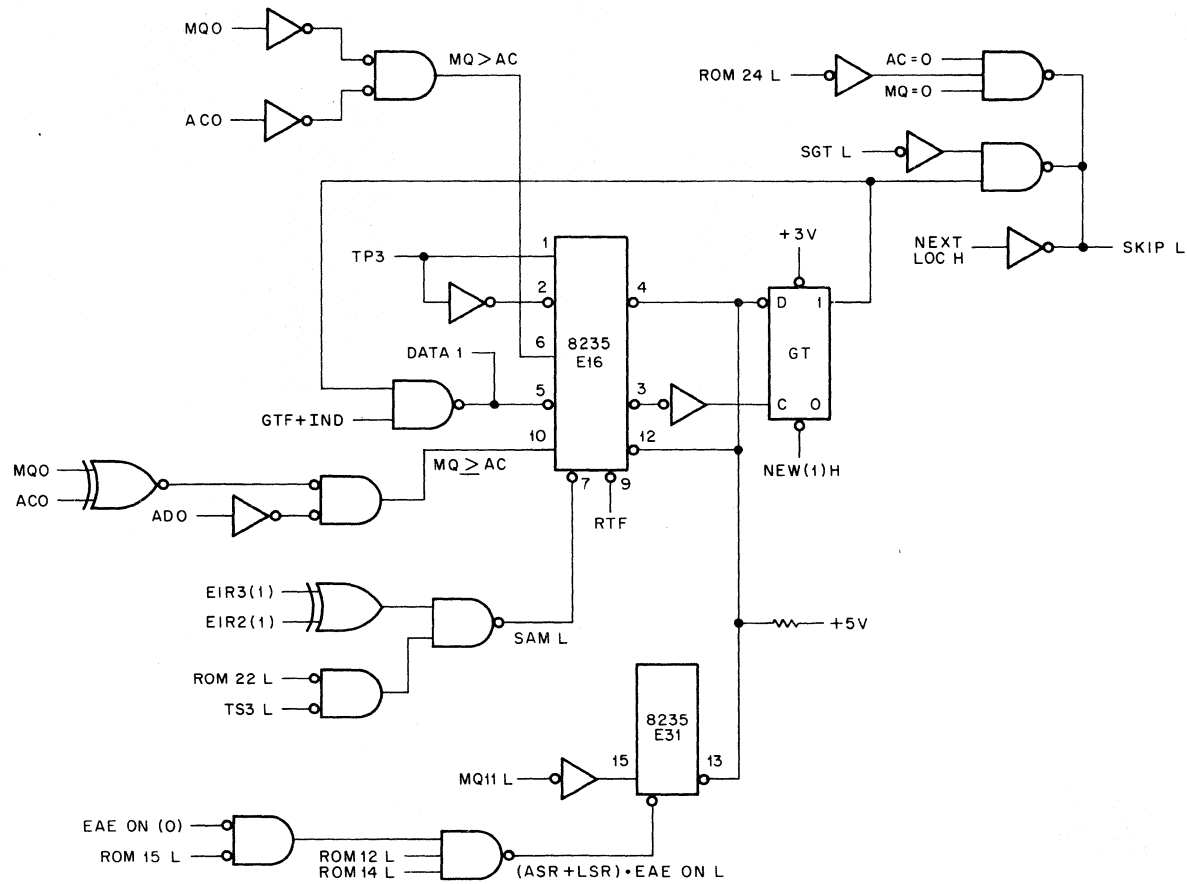 MQ0
MQ > AC
AC0
ROM 24 L
AC = 0
MQ = 0
SGT L
NEXT
LOC H
SKIP L
+3V
TP3
1
2
6
5
10
8235
E16
4
3
12
7
9
D
1
GT
C
0
DATA 1
GTF+IND
MQ0
AC0
MQ ≥ AC
AD0
NEW(1)H
RTF
EIR3(1)
EIR2(1)
SAM L
+5V
ROM 22 L
TS3 L
8235
E31
15
13
MQ11 L
EAE ON (0)
ROM 15 L
ROM 12 L
ROM 14 L
(ASR+LSR)•EAE ON L